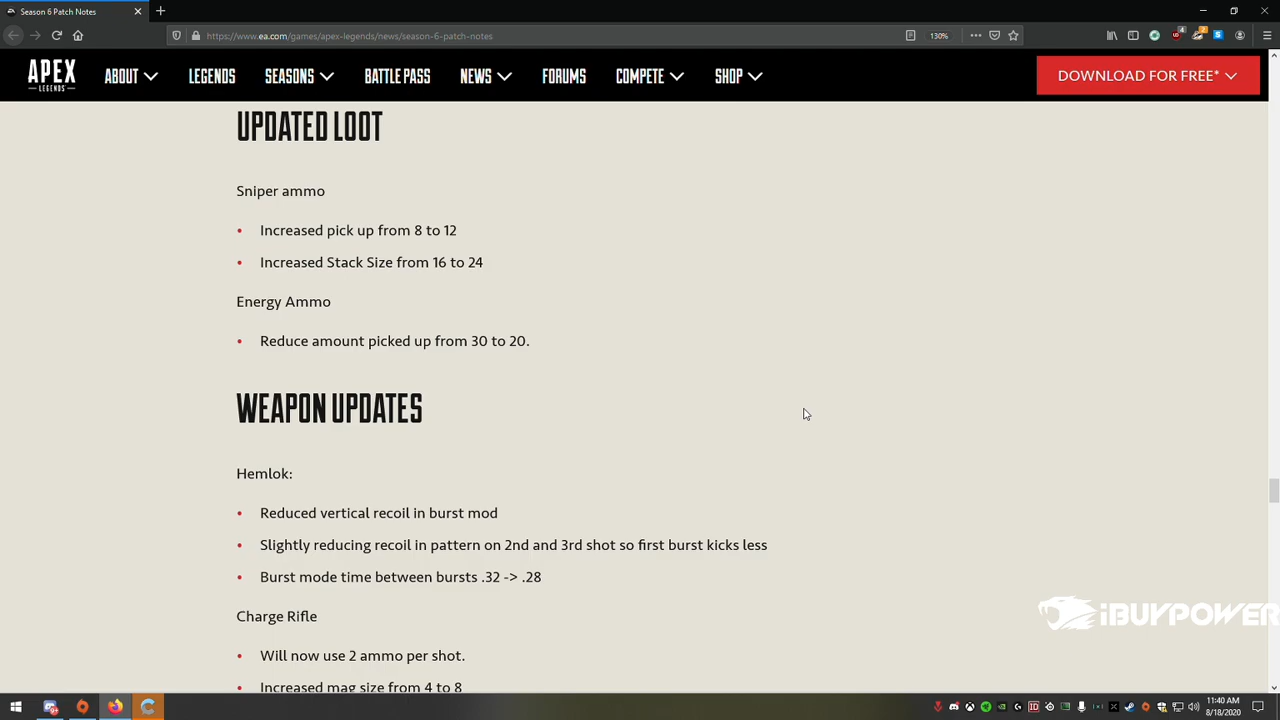 Season 6 Patch Notes
https://www.ea.com/games/apex-legends/news/season-6-patch-notes
130%
APEX
LEGENDS
ABOUT
LEGENDS
SEASONS
BATTLE PASS
NEWS
FORUMS
COMPETE
SHOP
DOWNLOAD FOR FREE*
UPDATED LOOT
Sniper ammo
• Increased pick up from 8 to 12
• Increased Stack Size from 16 to 24
Energy Ammo
• Reduce amount picked up from 30 to 20.
WEAPON UPDATES
Hemlok:
• Reduced vertical recoil in burst mod
• Slightly reducing recoil in pattern on 2nd and 3rd shot so first burst kicks less
• Burst mode time between bursts .32 -> .28
Charge Rifle
• Will now use 2 ammo per shot.
• Increased mag size from 4 to 8
iBUYPOWER
11:40 AM
8/18/2020